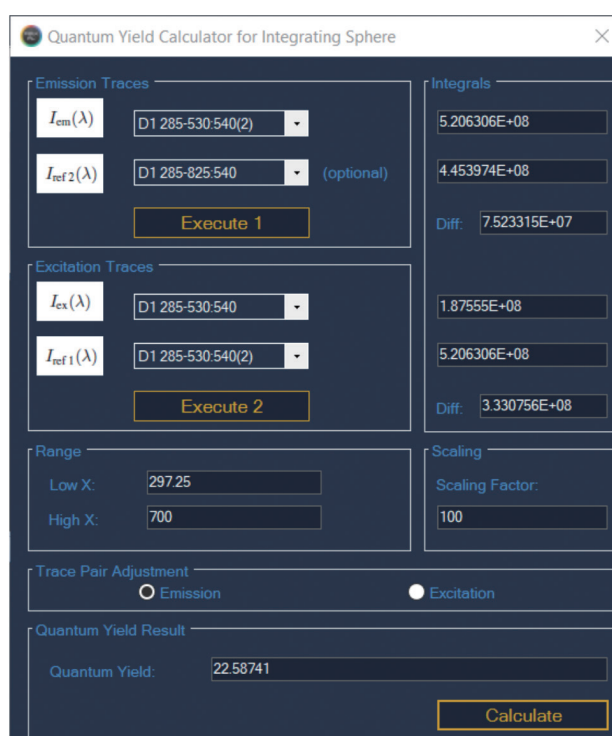 Quantum Yield Calculator for Integrating Sphere
Emission Traces
I_em(λ)
D1 285-530:540(2)
I_ref 2(λ)
D1 285-825:540
(optional)
Execute 1
Integrals
5.206306E+08
4.453974E+08
Diff: 7.523315E+07
Excitation Traces
I_ex(λ)
D1 285-530:540
I_ref 1(λ)
D1 285-530:540(2)
Execute 2
1.87555E+08
5.206306E+08
Diff: 3.330756E+08
Range
Low X: 297.25
High X: 700
Scaling
Scaling Factor:
100
Trace Pair Adjustment
Emission
Excitation
Quantum Yield Result
Quantum Yield: 22.58741
Calculate